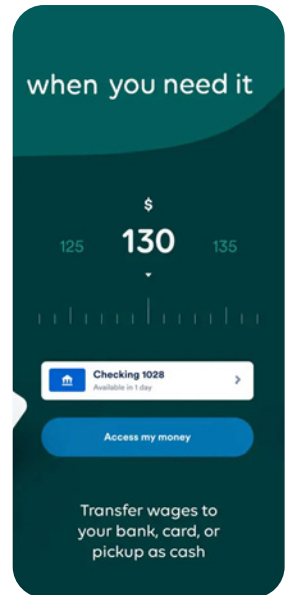 when you need it
$
125 130 135
Checking 1028
Available in 1 day
Access my money
Transfer wages to
your bank, card, or
pickup as cash